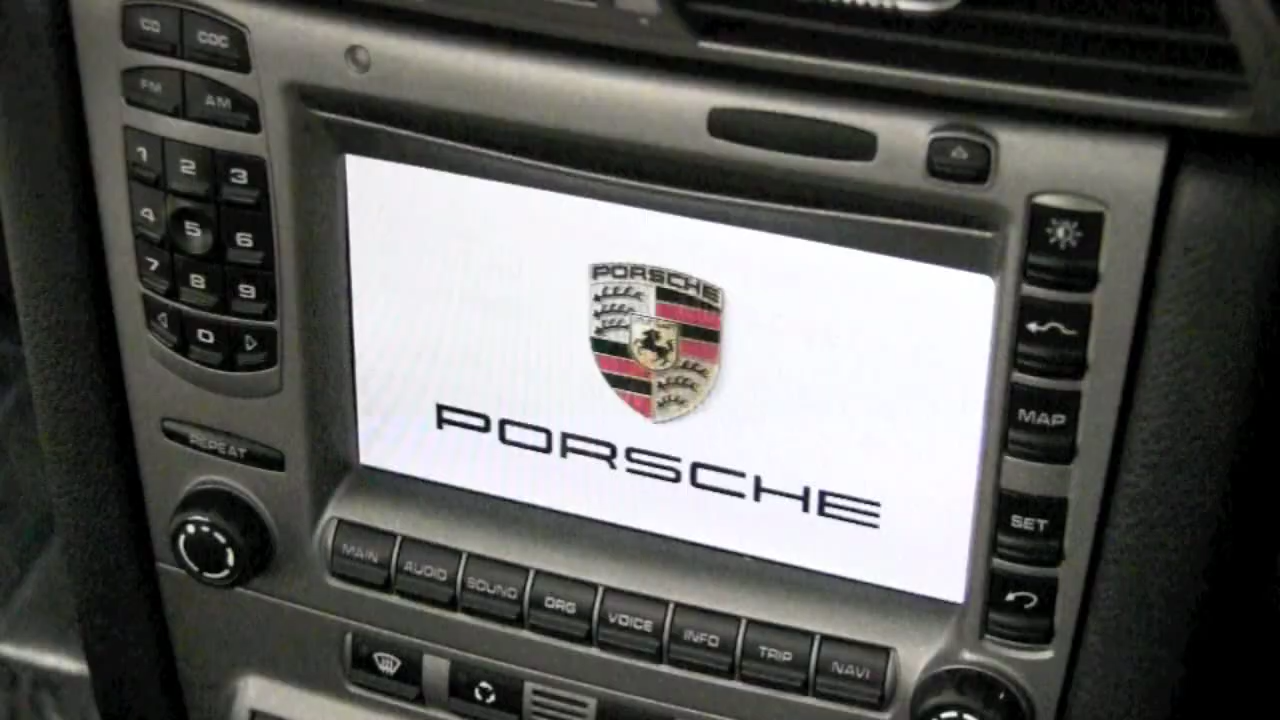 CD CDC
FM AM
1 2 3
4 5 6
7 8 9
0
REPEAT
PORSCHE
PORSCHE
MAP
SET
MAIN AUDIO SOUND ORG VOICE INFO TRIP NAVI